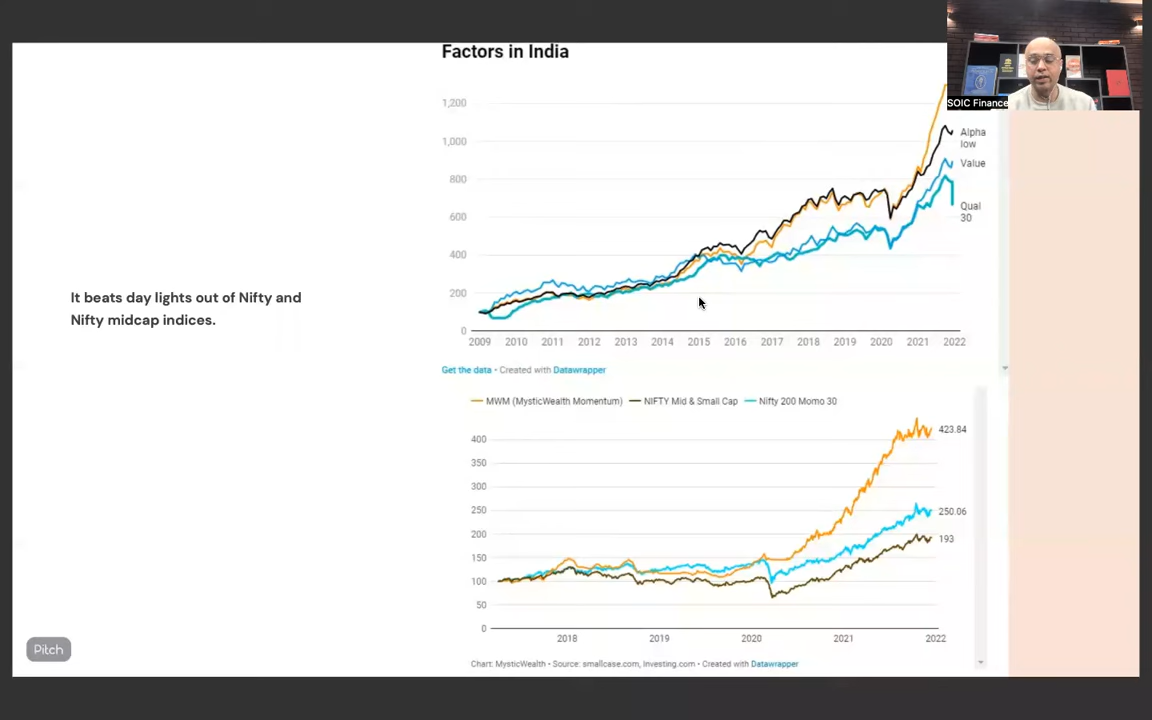 SOIC Finance
Factors in India
1,200
1,000
800
600
400
200
0
2009 2010 2011 2012 2013 2014 2015 2016 2017 2018 2019 2020 2021 2022
Alpha
low
Value
Qual
30
Get the data • Created with Datawrapper
It beats day lights out of Nifty and
Nifty midcap indices.
MWM (MysticWealth Momentum) NIFTY Mid & Small Cap Nifty 200 Momo 30
400
350
300
250
200
150
100
50
0
423.84
250.06
193
2018 2019 2020 2021 2022
Chart: MysticWealth • Source: smallcase.com, Investing.com • Created with Datawrapper
Pitch